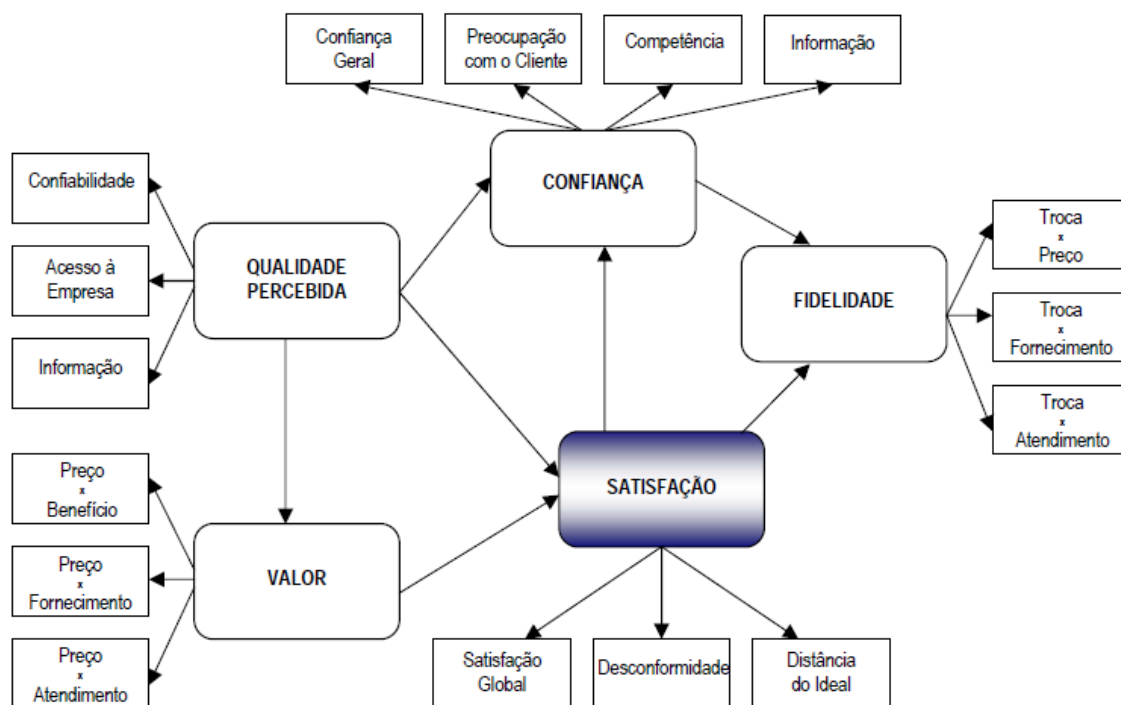 Confiança
Geral
Preocupação
com o Cliente
Competência
Informação
CONFIANÇA
Confiabilidade
Acesso à
Empresa
Informação
QUALIDADE
PERCEBIDA
FIDELIDADE
Troca
x
Preço
Troca
x
Fornecimento
Troca
x
Atendimento
SATISFAÇÃO
Preço
x
Benefício
Preço
x
Fornecimento
Preço
x
Atendimento
VALOR
Satisfação
Global
Desconformidade
Distância
do Ideal